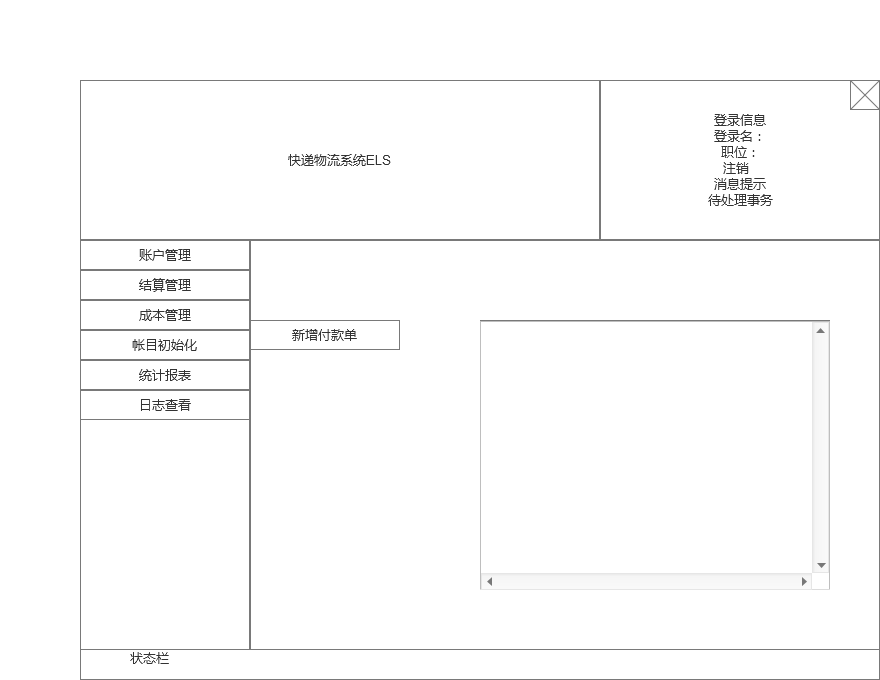 快递物流系统ELS
登录信息
登录名：
职位：
注销
消息提示
待处理事务
账户管理
结算管理
成本管理
帐目初始化
统计报表
日志查看
新增付款单
状态栏